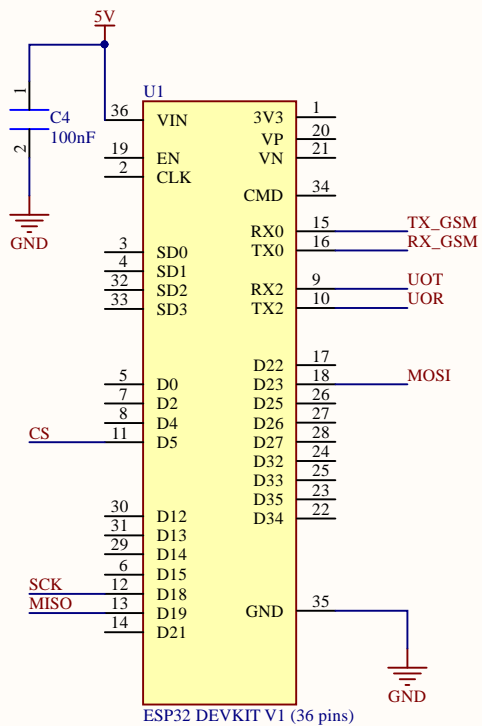 5V
1
C4
100nF
2
GND
U1
36 VIN
19 EN
2 CLK
3 SD0
4 SD1
32 SD2
33 SD3
5 D0
7 D2
8 D4
CS 11 D5
30 D12
31 D13
29 D14
6 D15
SCK 12 D18
MISO 13 D19
14 D21
3V3 1
VP 20
VN 21
CMD 34
RX0 15 TX_GSM
TX0 16 RX_GSM
RX2 9 UOT
TX2 10 UOR
D22 17
D23 18 MOSI
D25 26
D26 27
D27 28
D32 24
D33 25
D35 23
D34 22
GND 35
GND
ESP32 DEVKIT V1 (36 pins)